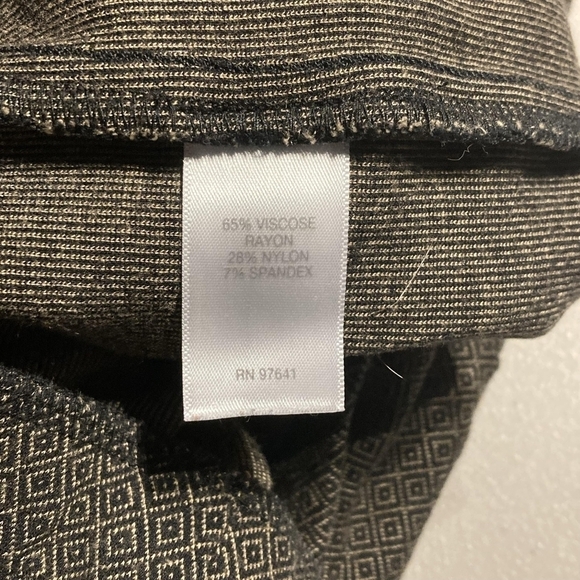 65% VISCOSE
RAYON
28% NYLON
7% SPANDEX
RN 97641